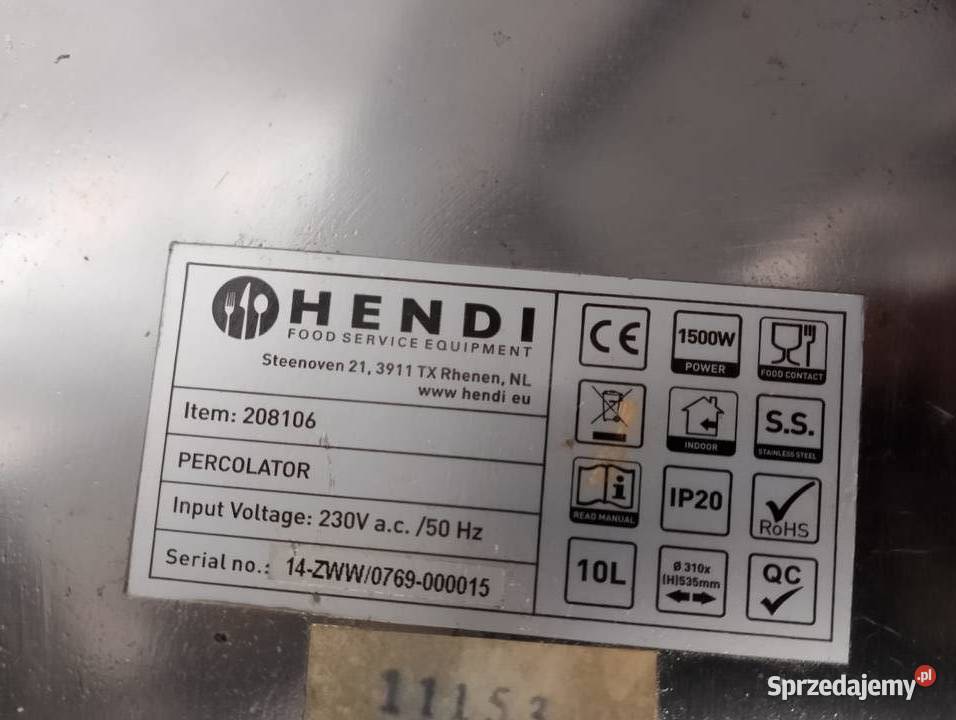 HENDI
FOOD SERVICE EQUIPMENT
Steenoven 21, 3911 TX Rhenen, NL
www hendi eu
Item: 208106
PERCOLATOR
Input Voltage: 230V a.c. /50 Hz
Serial no.: 14-ZWW/0769-000015
CE
1500W
POWER
FOOD CONTACT
INDOOR
S.S.
STAINLESS STEEL
i
READ MANUAL
IP20
RoHS
10L
Ø 310x
(H)535mm
QC
11153
Sprzedajemy.pl